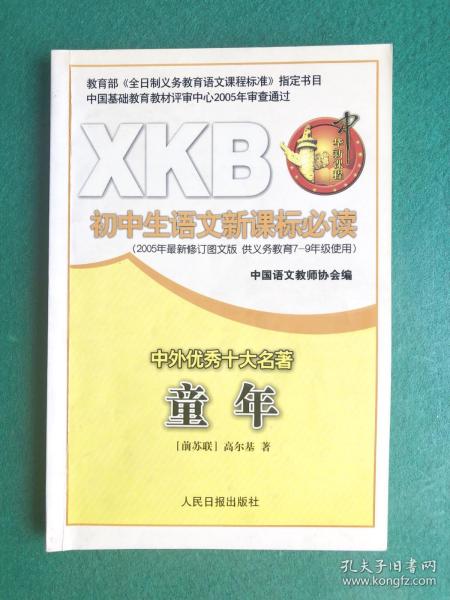 教育部《全日制义务教育语文课程标准》指定书目
中国基础教育教材评审中心2005年审查通过
XKB
中华新课程
初中生语文新课标必读
(2005年最新修订图文版 供义务教育7-9年级使用)
中国语文教师协会编
中外优秀十大名著
童年
[前苏联] 高尔基 著
人民日报出版社
孔夫子旧书网
www.kongfz.com